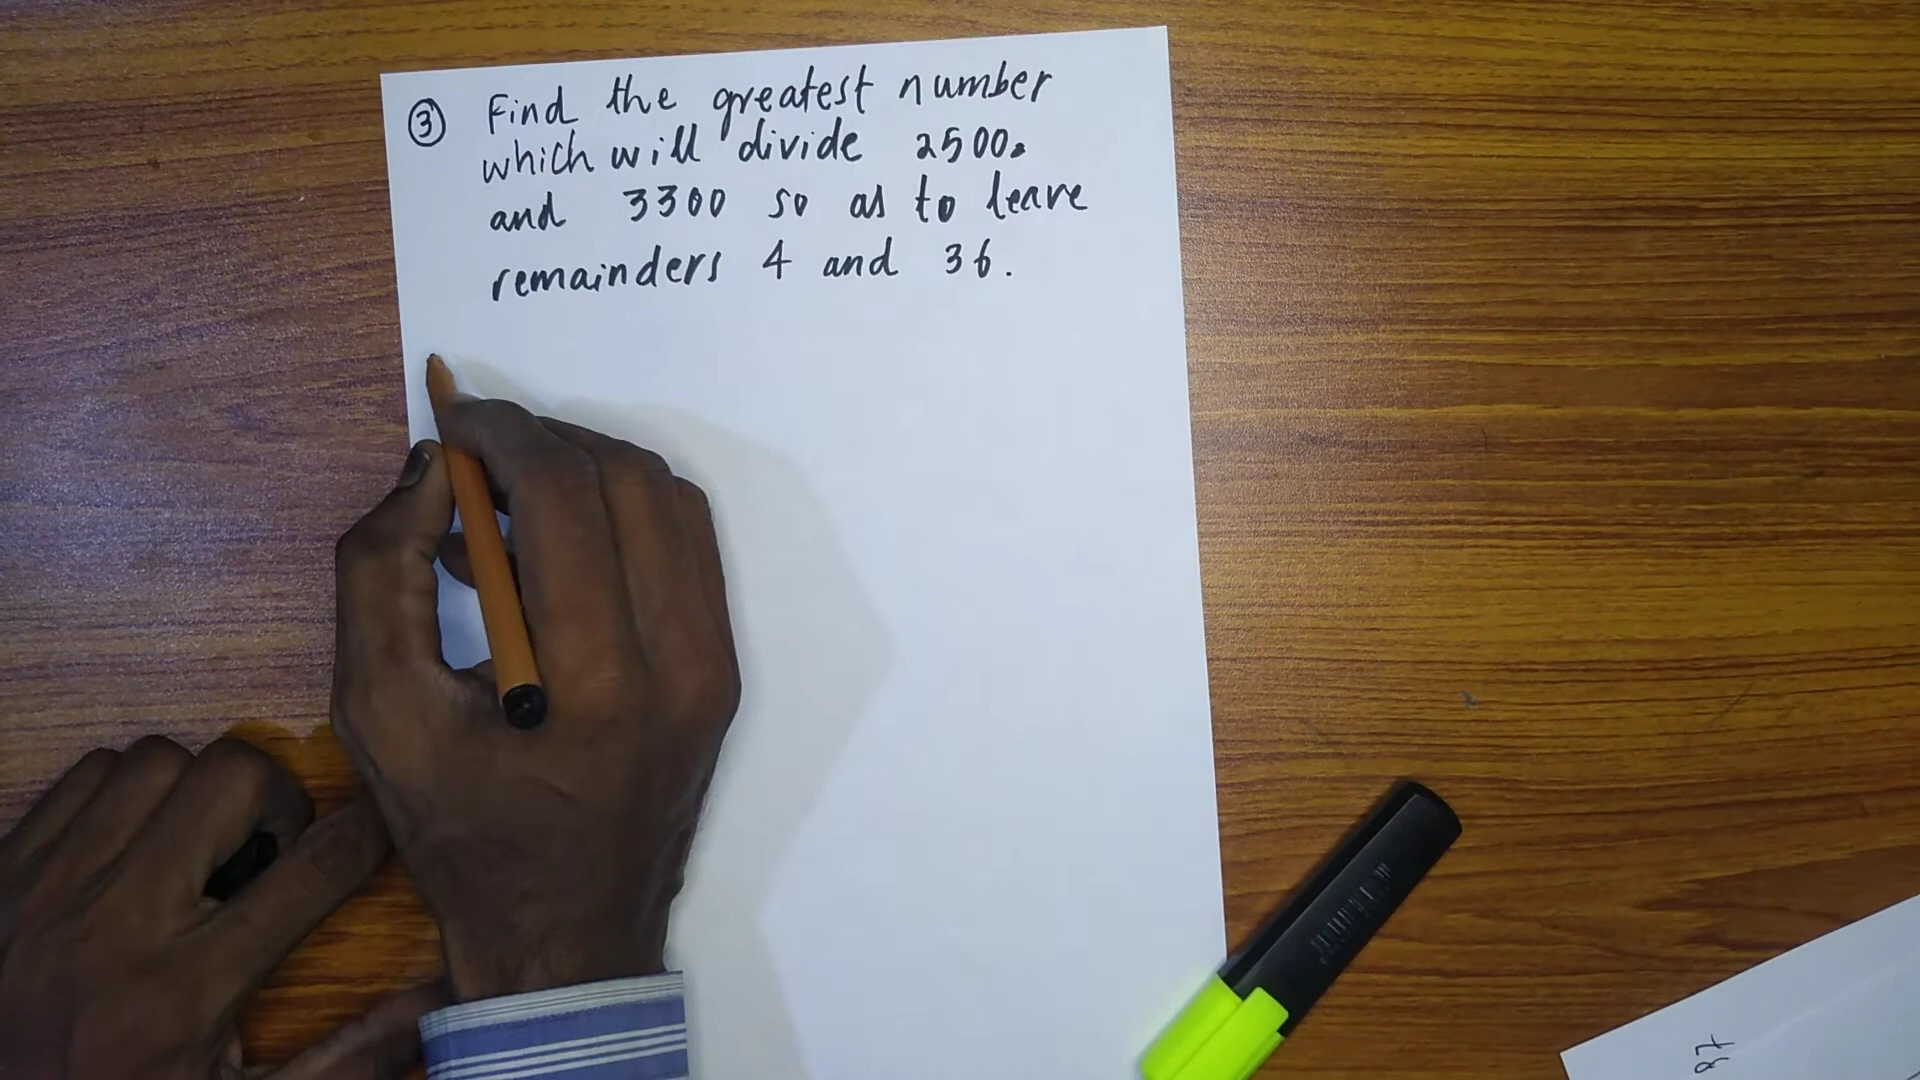 ③ Find the greatest number
which will divide 2500.
and 3300 so as to leave
remainders 4 and 36.
37